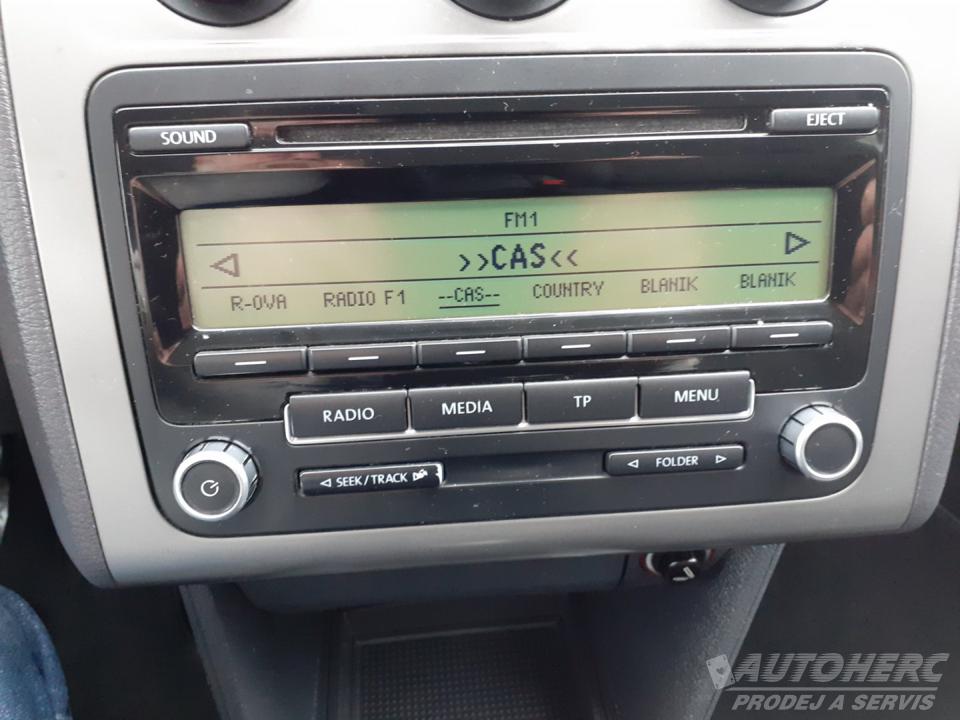 SOUND
EJECT
FM1
>>CAS<<
R-OVA RADIO F1 --CAS-- COUNTRY BLANIK BLANIK
RADIO MEDIA TP MENU
SEEK/TRACK
FOLDER
AUTOHERC
PRODEJ A SERVIS